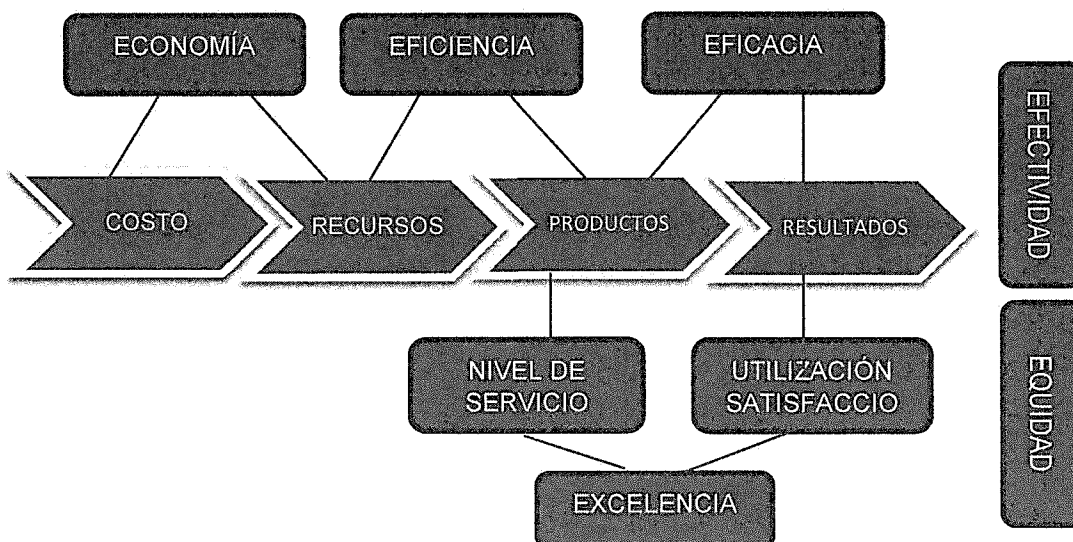 ECONOMÍA
EFICIENCIA
EFICACIA
EFECTIVIDAD
COSTO
RECURSOS
PRODUCTOS
RESULTADOS
NIVEL DE
SERVICIO
UTILIZACIÓN
SATISFACCIO
EQUIDAD
EXCELENCIA